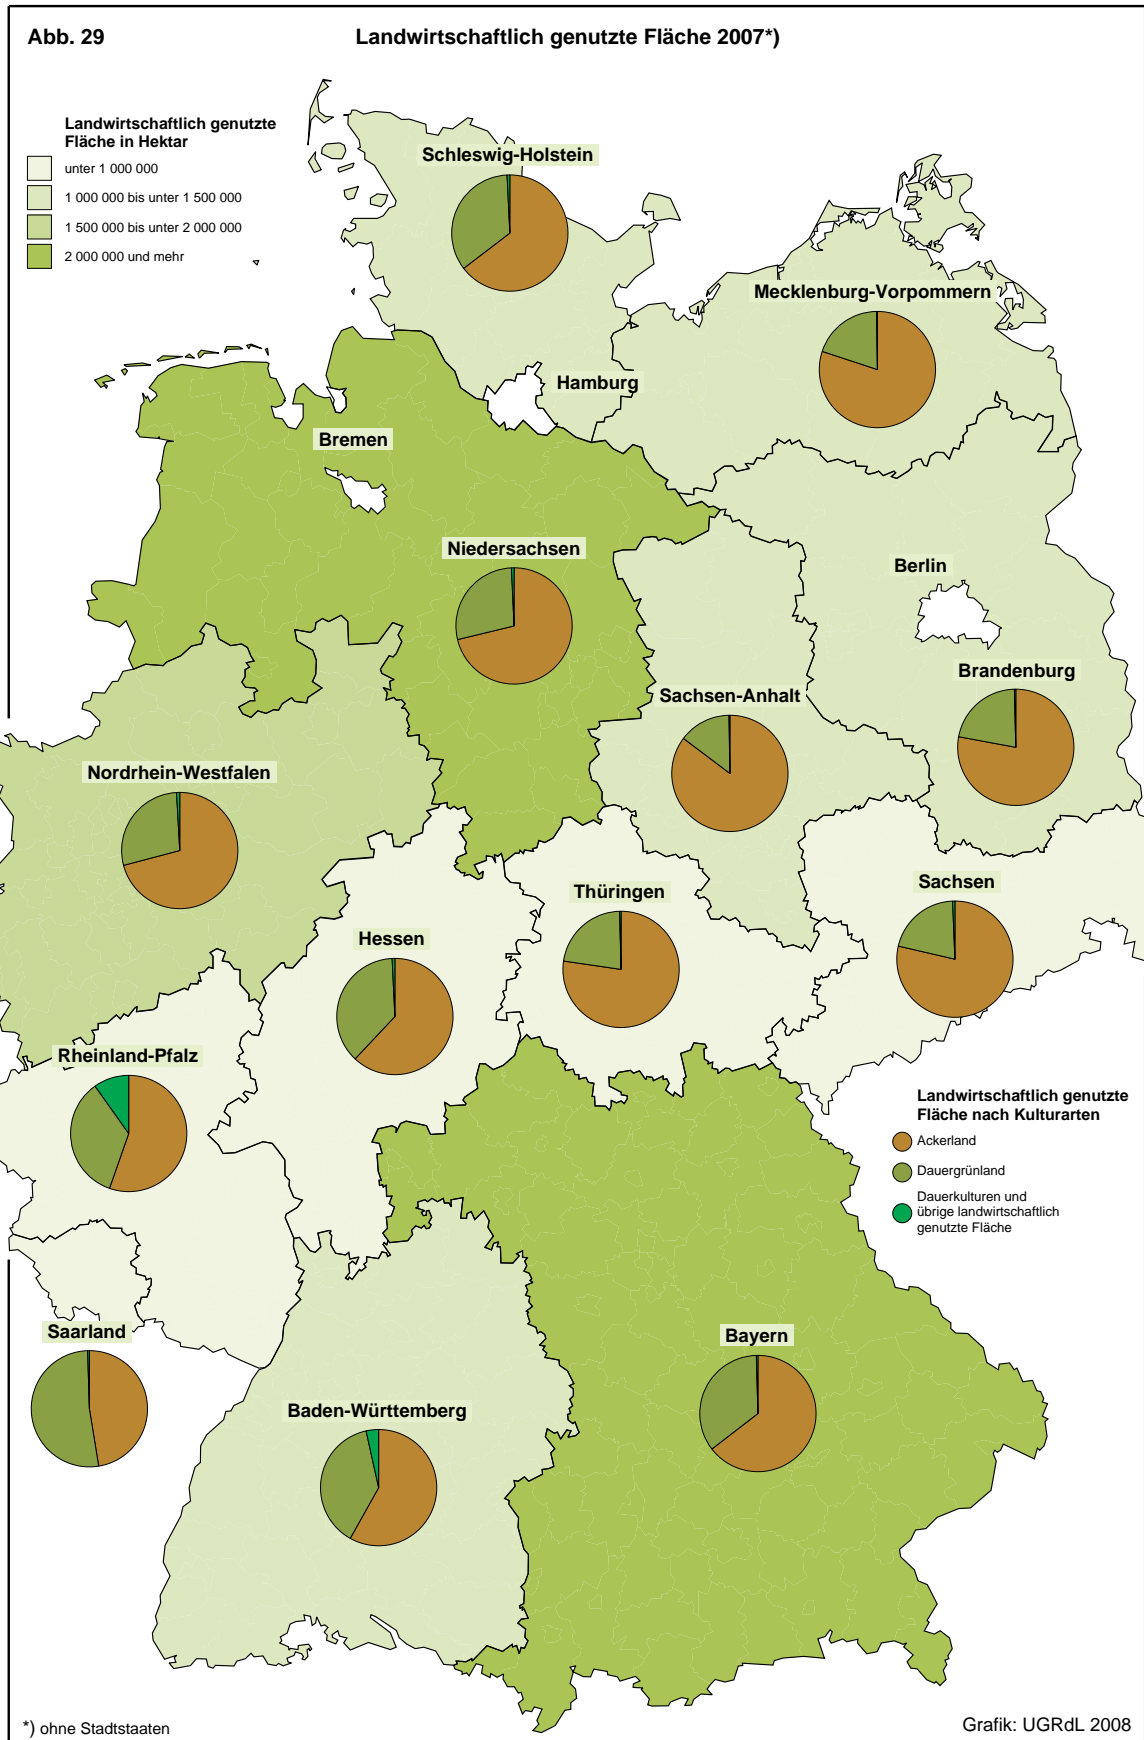 Abb. 29
Landwirtschaftlich genutzte Fläche 2007*)
Landwirtschaftlich genutzte
Fläche in Hektar
unter 1 000 000
1 000 000 bis unter 1 500 000
1 500 000 bis unter 2 000 000
2 000 000 und mehr
Schleswig-Holstein
Mecklenburg-Vorpommern
Hamburg
Bremen
Niedersachsen
Berlin
Brandenburg
Sachsen-Anhalt
Nordrhein-Westfalen
Sachsen
Thüringen
Hessen
Rheinland-Pfalz
Landwirtschaftlich genutzte
Fläche nach Kulturarten
Ackerland
Dauergrünland
Dauerkulturen und
übrige landwirtschaftlich
genutzte Fläche
Saarland
Bayern
Baden-Württemberg
*) ohne Stadtstaaten
Grafik: UGRdL 2008